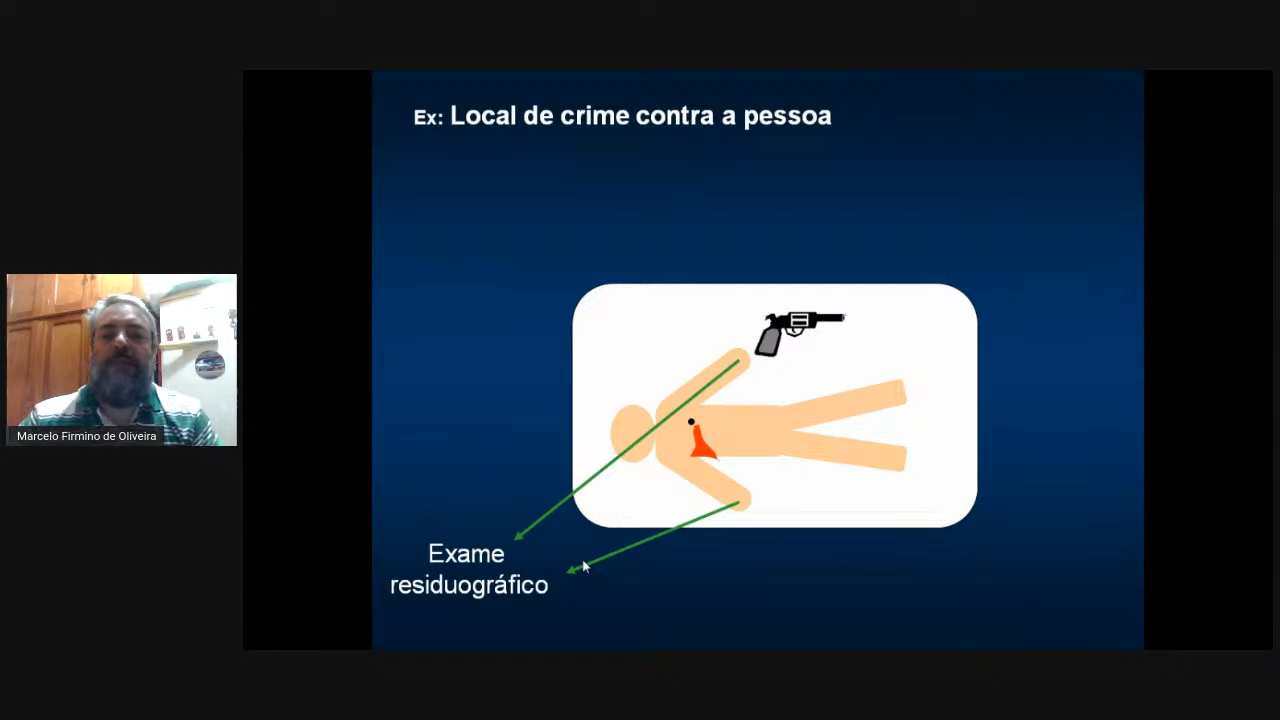 Ex: Local de crime contra a pessoa
Marcelo Firmino de Oliveira
Exame
residuográfico